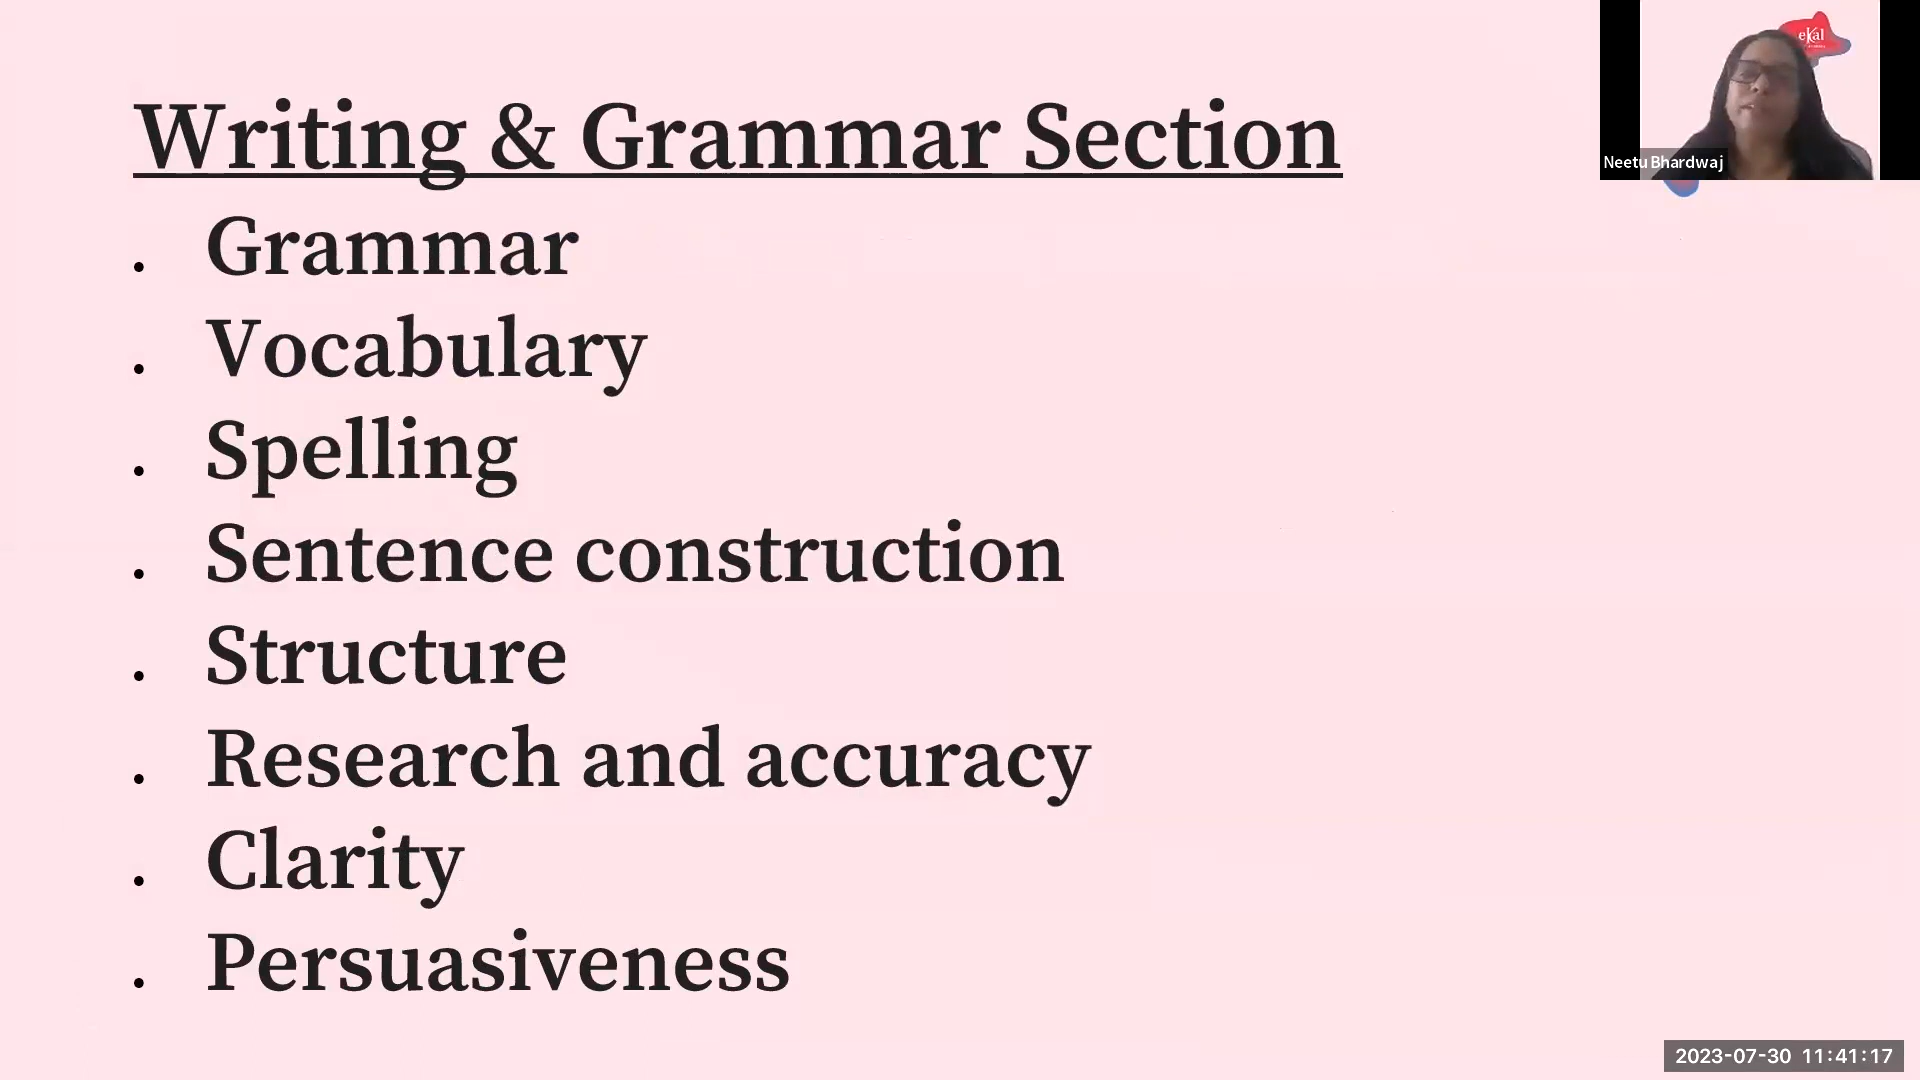 Writing & Grammar Section
. Grammar
. Vocabulary
. Spelling
. Sentence construction
. Structure
. Research and accuracy
. Clarity
. Persuasiveness
eKal
Neetu Bhardwaj
2023-07-30 11:41:17